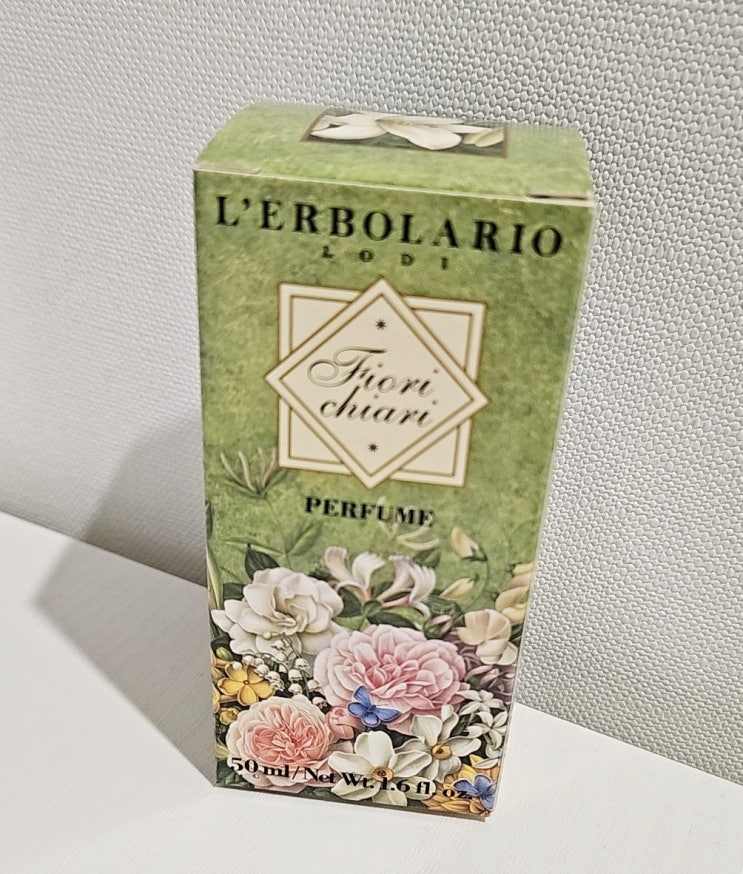 L'ERBOLARIO
LODI
Fiori
chiari
PERFUME
50 ml/Net Wt. 1.6 fl. oz.